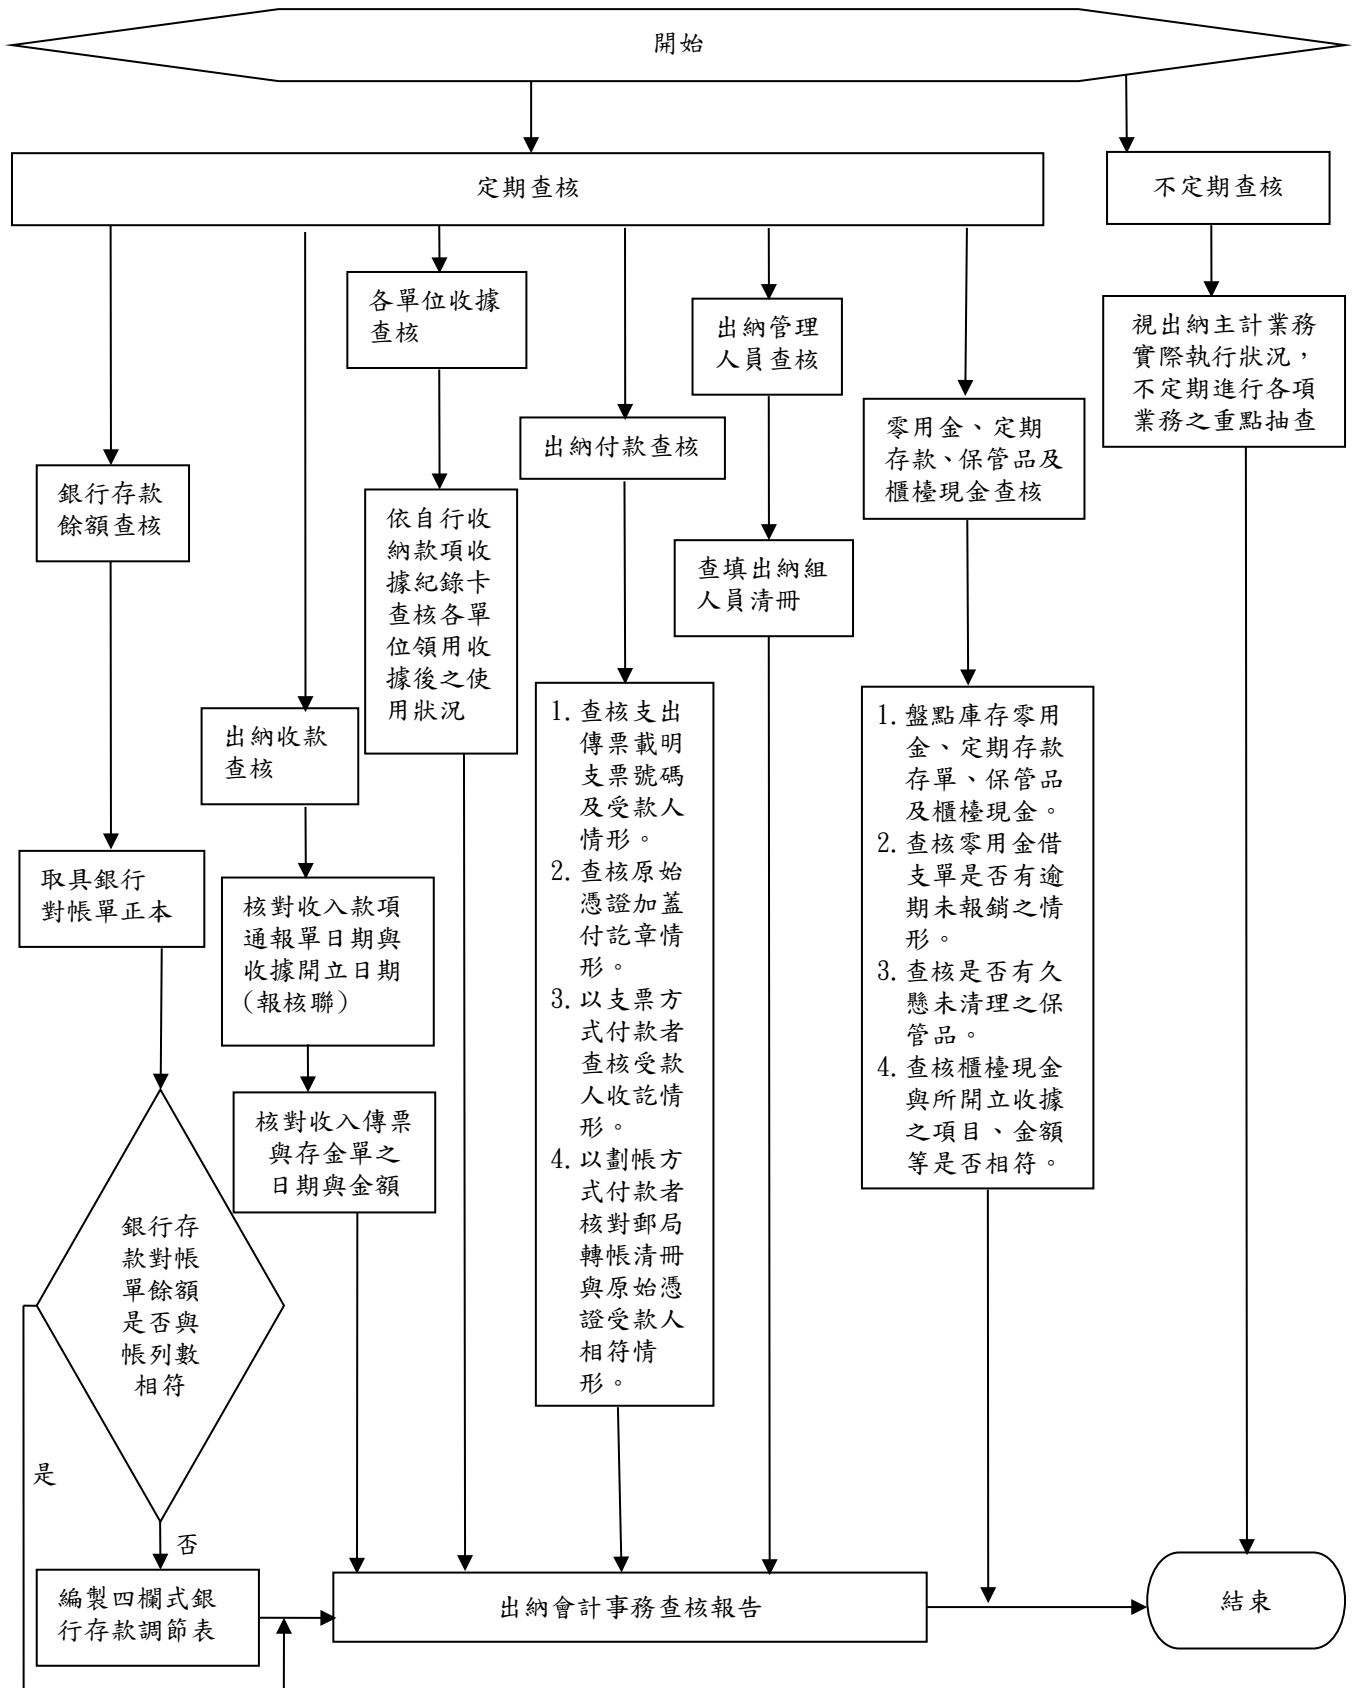 開始
定期查核
不定期查核
各單位收據
查核
出納管理
人員查核
視出納主計業務
實際執行狀況，
不定期進行各項
業務之重點抽查
出納付款查核
零用金、定期
存款、保管品及
櫃檯現金查核
銀行存款
餘額查核
依自行收
納款項收
據紀錄卡
查核各單
位領用收
據後之使
用狀況
查填出納組
人員清冊
出納收款
查核
1. 查核支出
傳票載明
支票號碼
及受款人
情形。
2. 查核原始
憑證加蓋
付訖章情
形。
3. 以支票方
式付款者
查核受款
人收訖情
形。
4. 以劃帳方
式付款者
核對郵局
轉帳清冊
與原始憑
證受款人
相符情
形。
1. 盤點庫存零用
金、定期存款
存單、保管品
及櫃檯現金。
2. 查核零用金借
支單是否有逾
期未報銷之情
形。
3. 查核是否有久
懸未清理之保
管品。
4. 查核櫃檯現金
與所開立收據
之項目、金額
等是否相符。
取具銀行
對帳單正本
核對收入款項
通報單日期與
收據開立日期
(報核聯)
核對收入傳票
與存金單之
日期與金額
銀行存
款對帳
單餘額
是否與
帳列數
相符
是
否
編製四欄式銀
行存款調節表
出納會計事務查核報告
結束